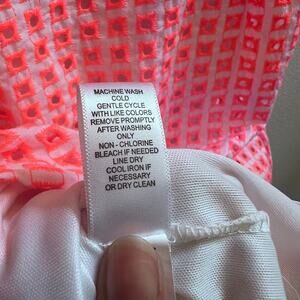 MACHINE WASH
COLD
GENTLE CYCLE
WITH LIKE COLORS
REMOVE PROMPTLY
AFTER WASHING
ONLY
NON - CHLORINE
BLEACH IF NEEDED
LINE DRY
COOL IRON IF
NECESSARY
OR DRY CLEAN